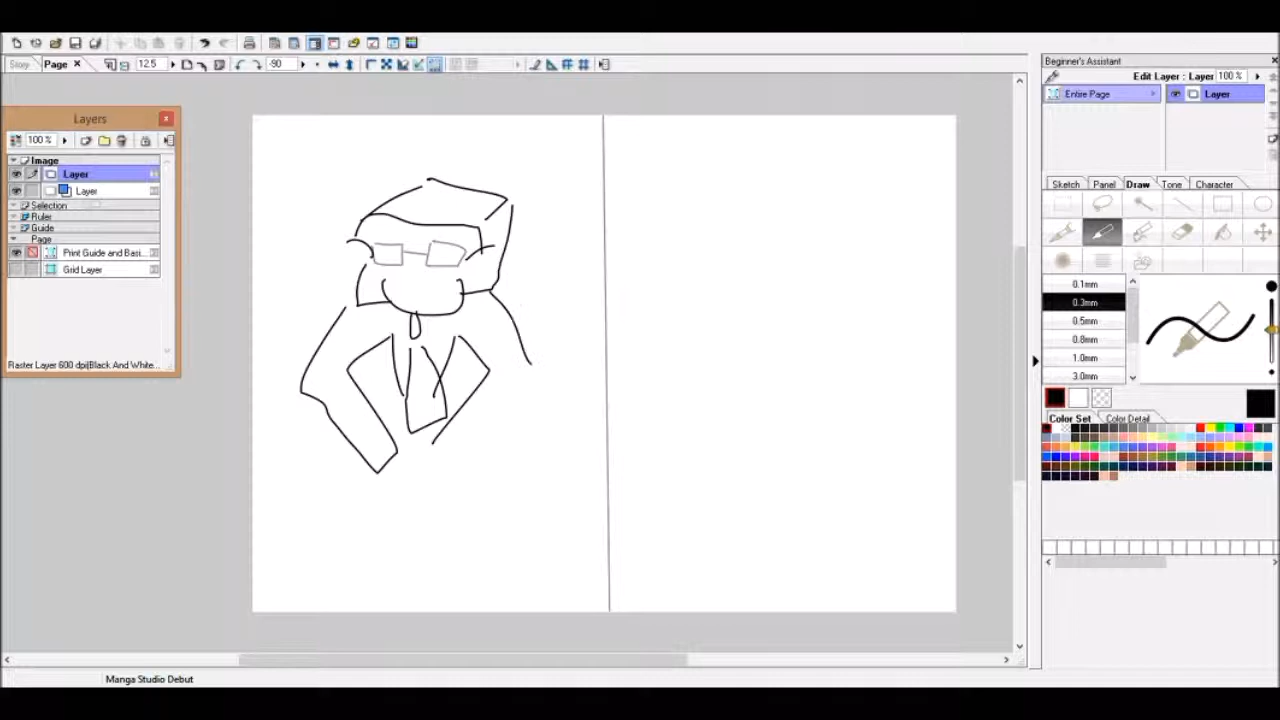 Story Page 12.5 -90
Beginner's Assistant
Edit Layer : Layer 100 %
Entire Page
Layer
Layers
100 %
Image
Layer
Layer
Selection
Ruler
Guide
Page
Print Guide and Basi...
Grid Layer
Raster Layer 600 dpi(Black And White...
Sketch Panel Draw Tone Character
0.1mm
0.3mm
0.5mm
0.8mm
1.0mm
3.0mm
Color Set Color Detail
Manga Studio Debut